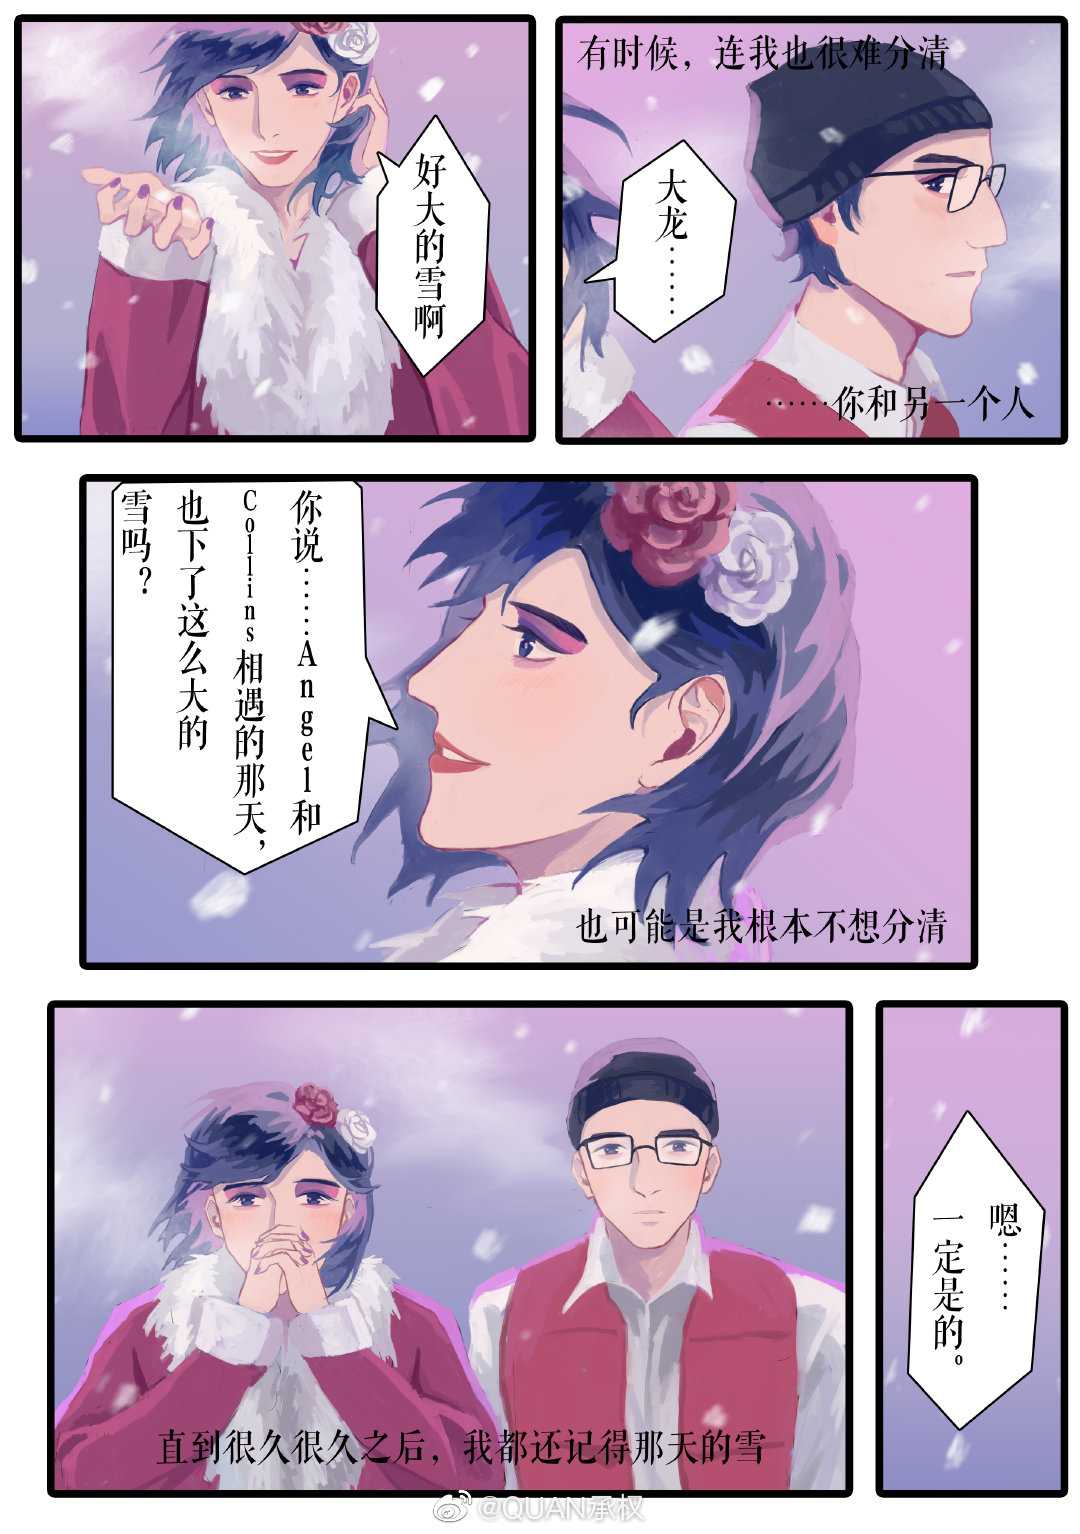 好大的雪啊
有时候，连我也很难分清
大龙……
……你和另一个人
你说……Angel和
Collins相遇的那天，
也下了这么大的
雪吗？
也可能是我根本不想分清
直到很久很久之后，我都还记得那天的雪
嗯……
一定是的。
@QUAN承权